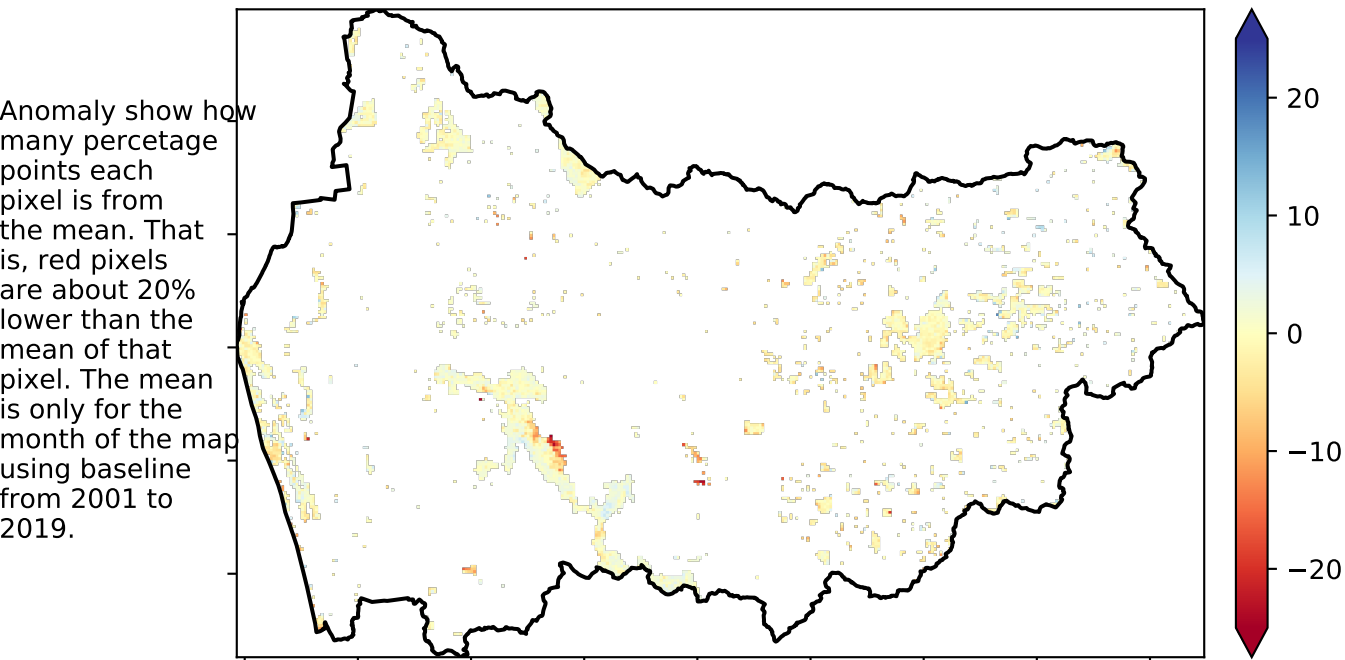 Anomaly show how
many percetage
points each
pixel is from
the mean. That
is, red pixels
are about 20%
lower than the
mean of that
pixel. The mean
is only for the
month of the map
using baseline
from 2001 to
2019.
20
10
0
−10
−20